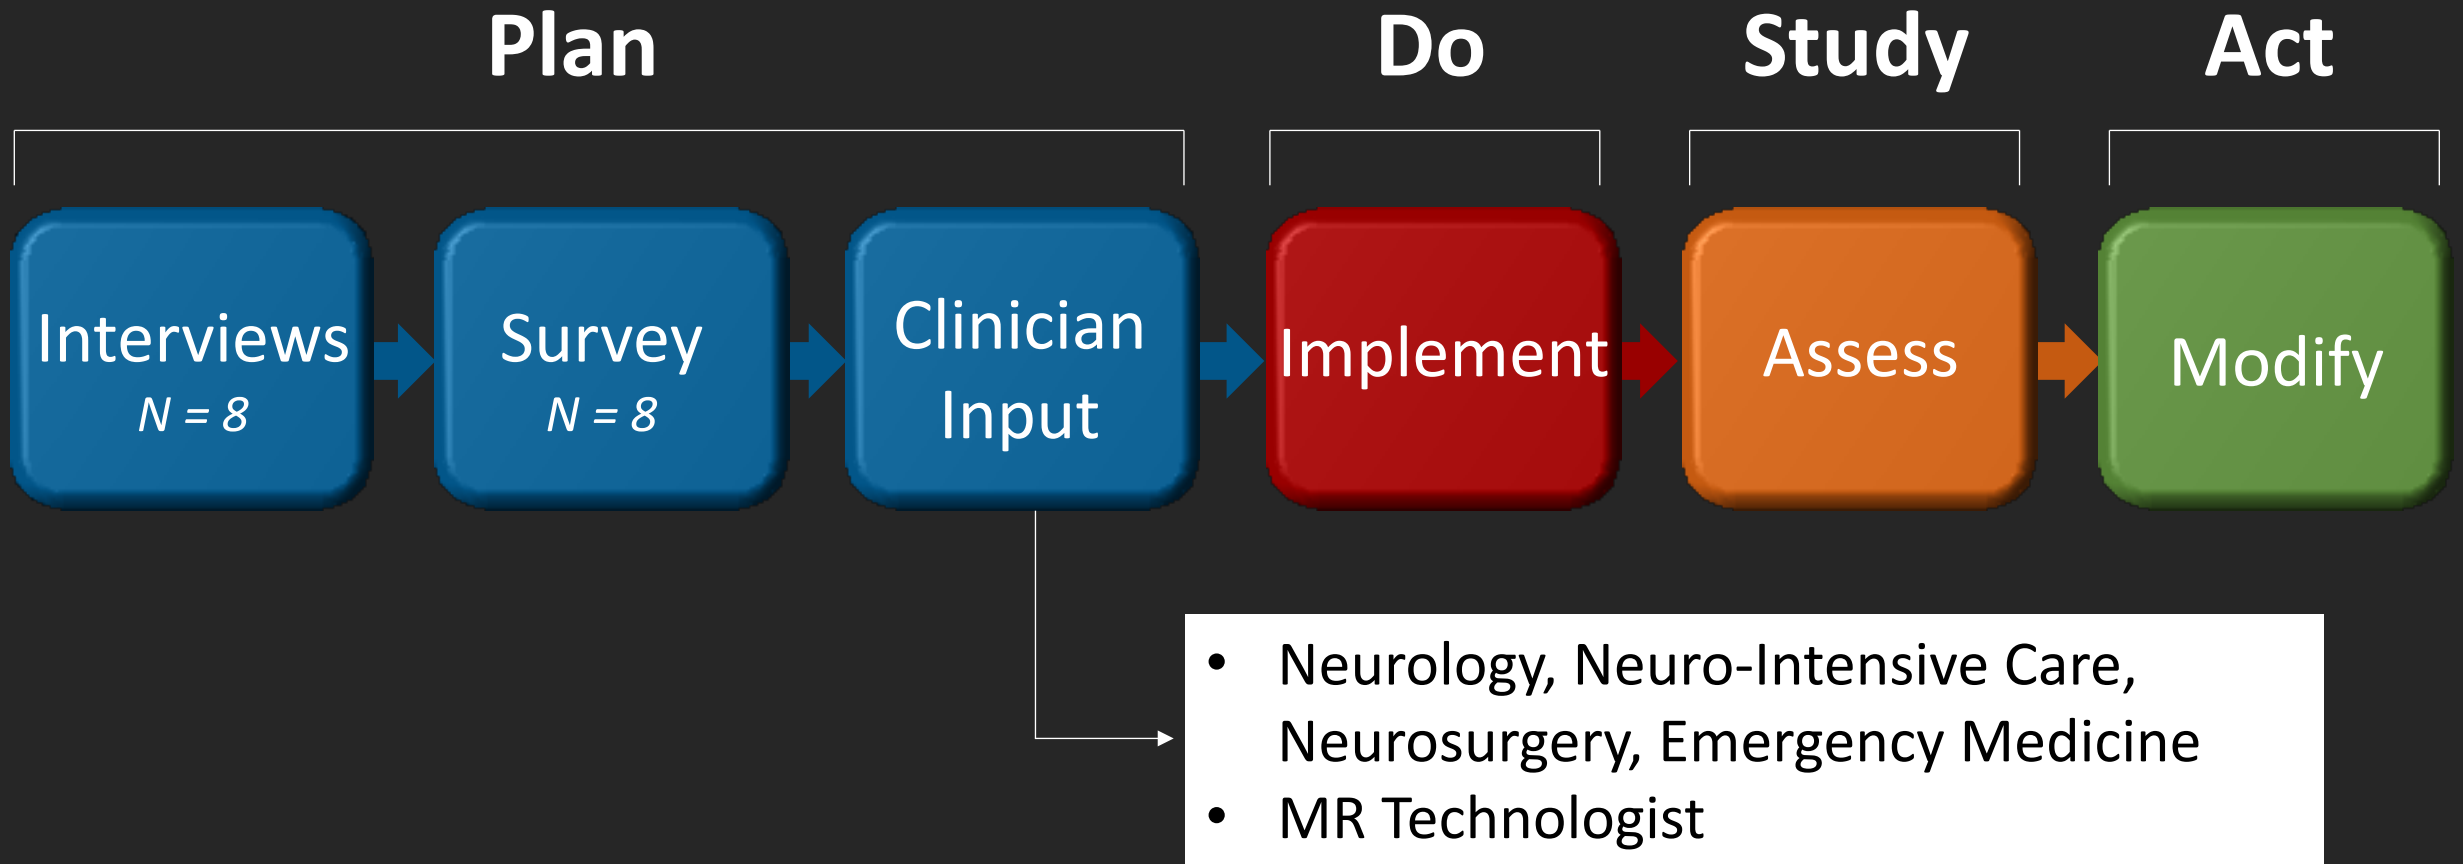 Plan
Do
Study
Act
Interviews
N = 8
Survey
N = 8
Clinician
Input
Implement
Assess
Modify
• Neurology, Neuro-Intensive Care,
Neurosurgery, Emergency Medicine
• MR Technologist